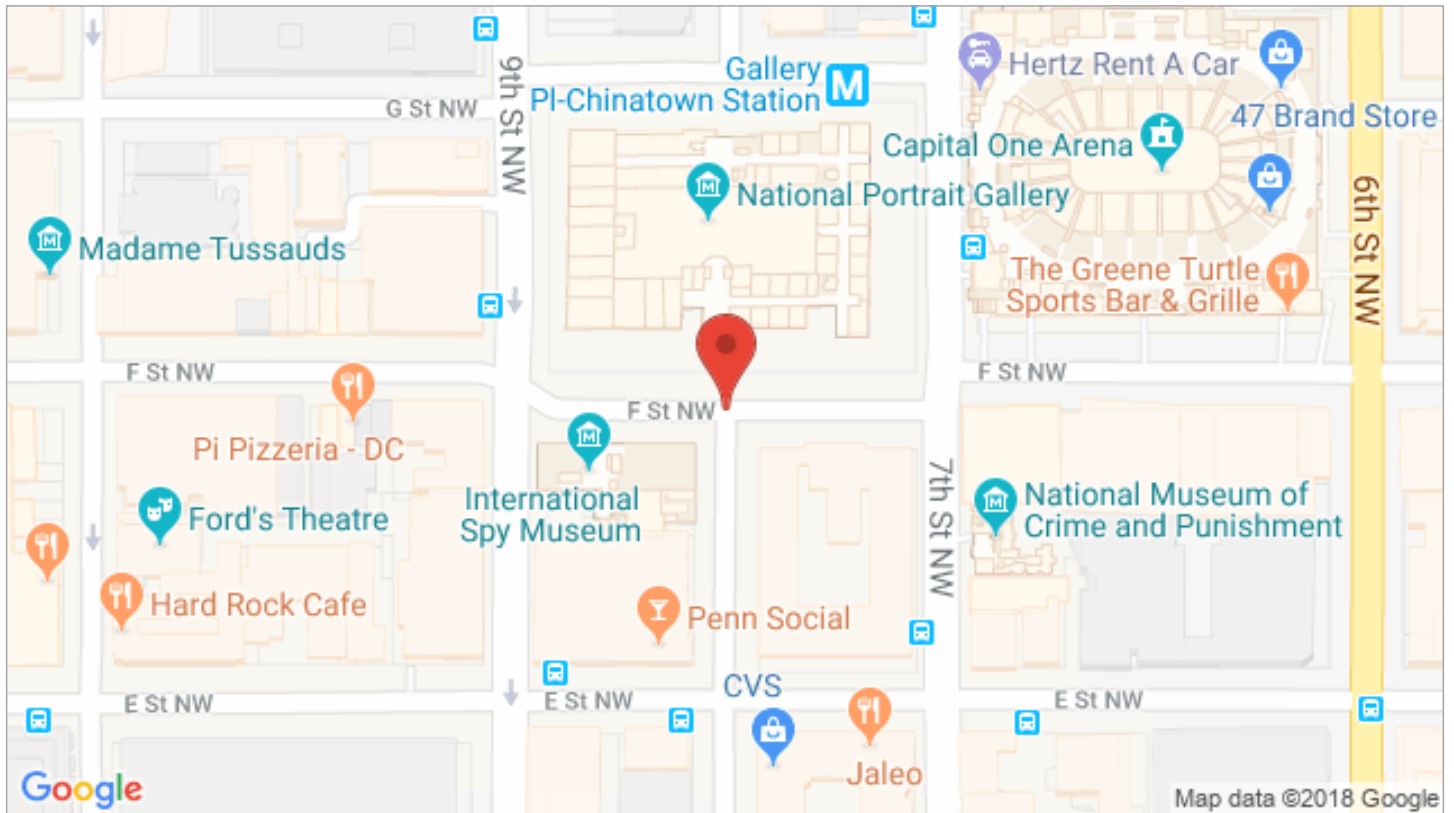 Gallery
Pl-Chinatown Station
M
Hertz Rent A Car
47 Brand Store
G St NW
9th St NW
Capital One Arena
National Portrait Gallery
6th St NW
Madame Tussauds
The Greene Turtle
Sports Bar & Grille
F St NW
F St NW
F St NW
Pi Pizzeria - DC
International
Spy Museum
7th St NW
National Museum of
Crime and Punishment
Ford's Theatre
Hard Rock Cafe
Penn Social
E St NW
E St NW
CVS
E St NW
Jaleo
Google
Map data ©2018 Google